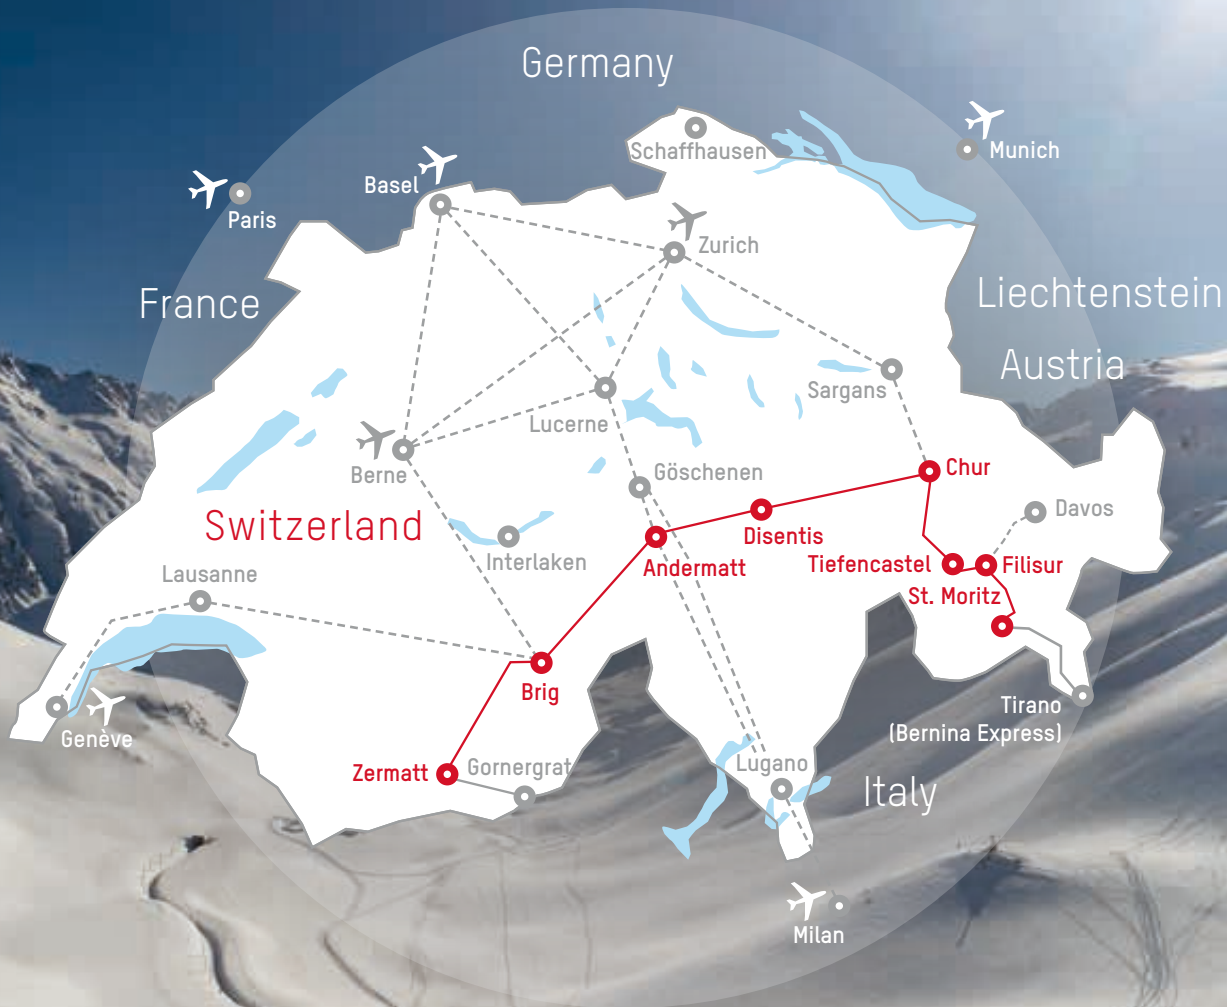 Germany
Schaffhausen
Munich
Basel
Paris
Zurich
France
Liechtenstein
Austria
Sargans
Lucerne
Berne
Göschenen
Chur
Switzerland
Davos
Disentis
Interlaken
Andermatt
Tiefencastel
Filisur
Lausanne
St. Moritz
Brig
Tirano
(Bernina Express)
Genève
Zermatt
Gornergrat
Lugano
Italy
Milan